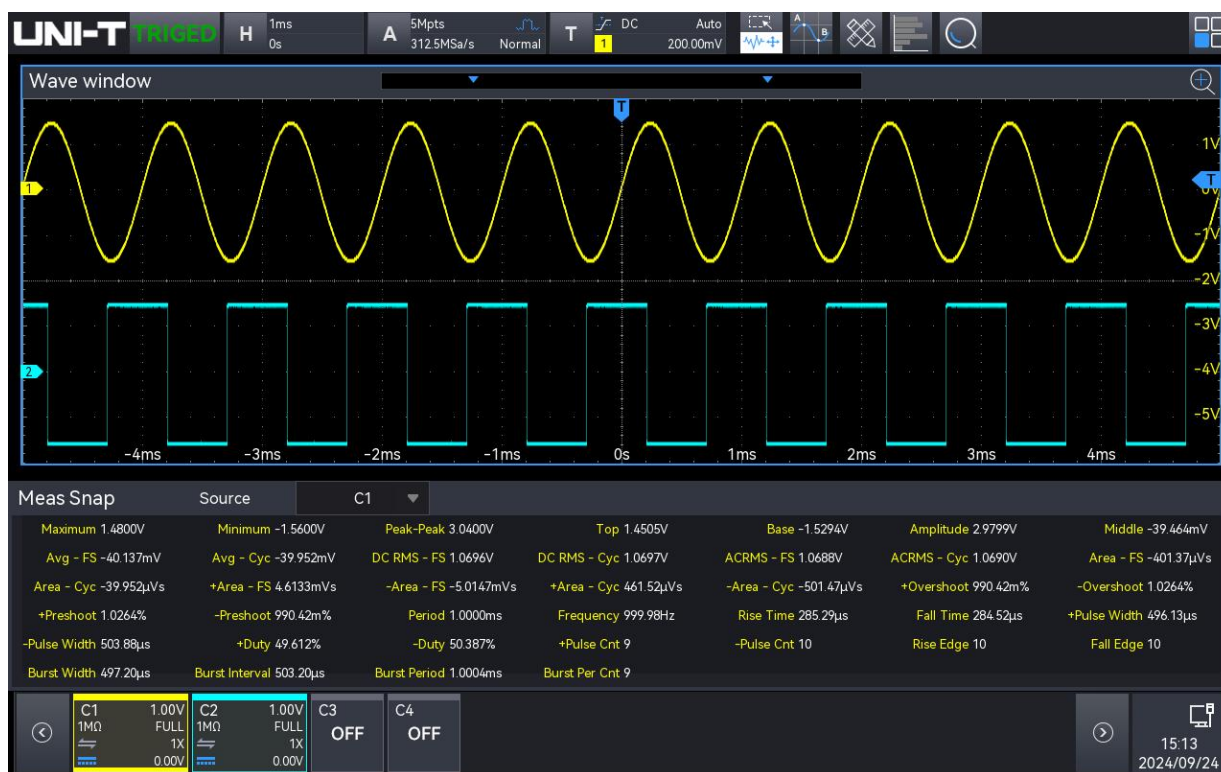 UNI-T TRIGED H 1ms 0s A 5Mpts 312.5MSa/s Normal T DC 1 Auto 200.00mV A B
Wave window
T
1V
1 T 0V
-1V
-2V
-3V
2 -4V
-5V
-4ms -3ms -2ms -1ms 0s 1ms 2ms 3ms 4ms
Meas Snap Source C1
Maximum 1.4800V Minimum -1.5600V Peak-Peak 3.0400V Top 1.4505V Base -1.5294V Amplitude 2.9799V Middle -39.464mV
Avg - FS -40.137mV Avg - Cyc -39.952mV DC RMS - FS 1.0696V DC RMS - Cyc 1.0697V ACRMS - FS 1.0688V ACRMS - Cyc 1.0690V Area - FS -401.37µVs
Area - Cyc -39.952µVs +Area - FS 4.6133mVs -Area - FS -5.0147mVs +Area - Cyc 461.52µVs -Area - Cyc -501.47µVs +Overshoot 990.42m% -Overshoot 1.0264%
+Preshoot 1.0264% -Preshoot 990.42m% Period 1.0000ms Frequency 999.98Hz Rise Time 285.29µs Fall Time 284.52µs +Pulse Width 496.13µs
-Pulse Width 503.88µs +Duty 49.612% -Duty 50.387% +Pulse Cnt 9 -Pulse Cnt 10 Rise Edge 10 Fall Edge 10
Burst Width 497.20µs Burst Interval 503.20µs Burst Period 1.0004ms Burst Per Cnt 9
C1 1.00V C2 1.00V C3 C4
1MΩ FULL 1MΩ FULL OFF OFF
1X 1X
0.00V 0.00V
15:13
2024/09/24